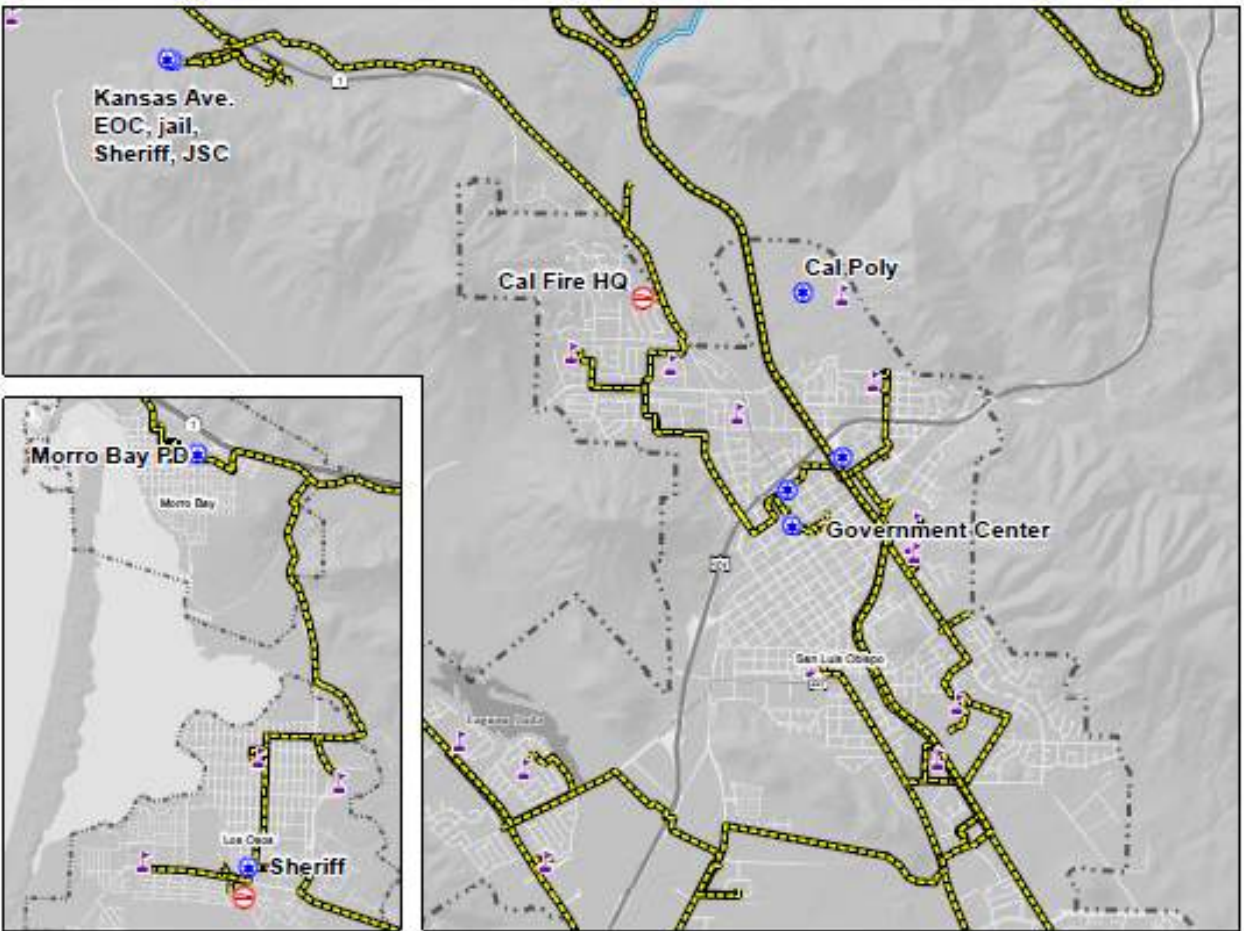 Kansas Ave.
EOC, jail,
Sheriff, JSC
1
Cal Fire HQ
Cal Poly
Government Center
101
San Luis Obispo
227
Laguna Lake
1
Morro Bay PD
Morro Bay
Los Osos
Sheriff